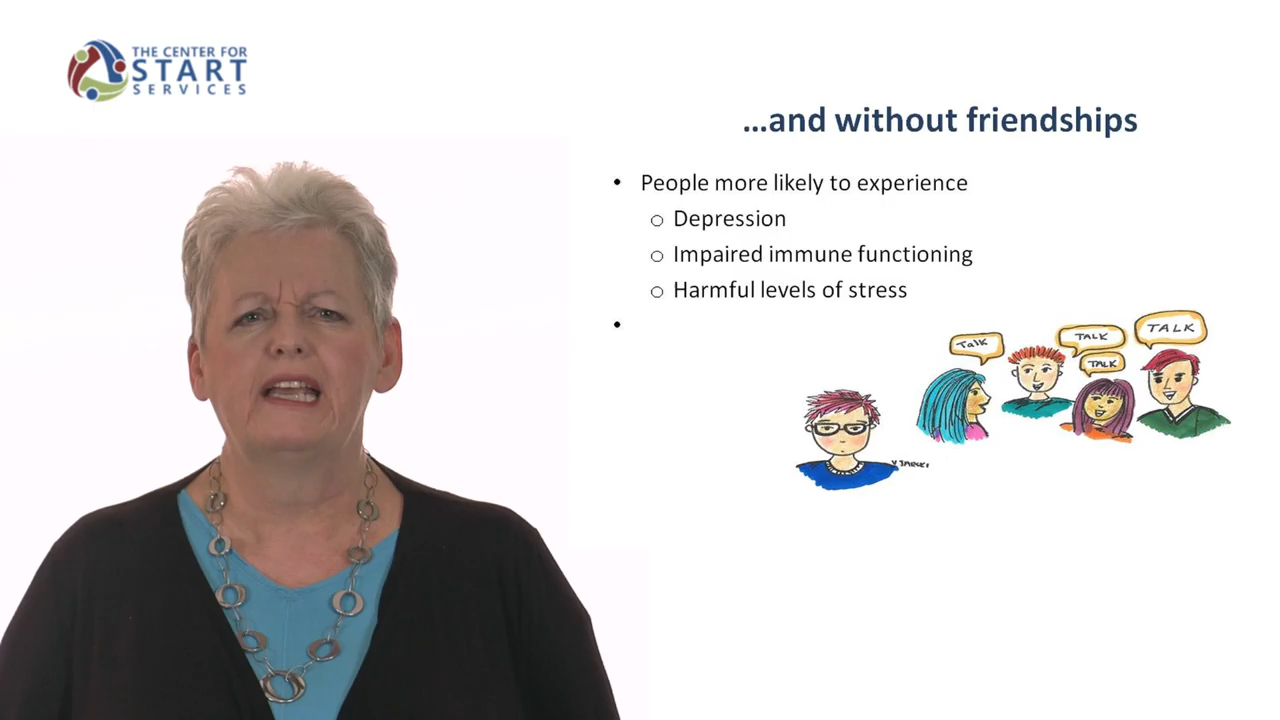 THE CENTER FOR
START
SERVICES
…and without friendships
• People more likely to experience
o Depression
o Impaired immune functioning
o Harmful levels of stress
•
Talk
TALK
TALK
TALK